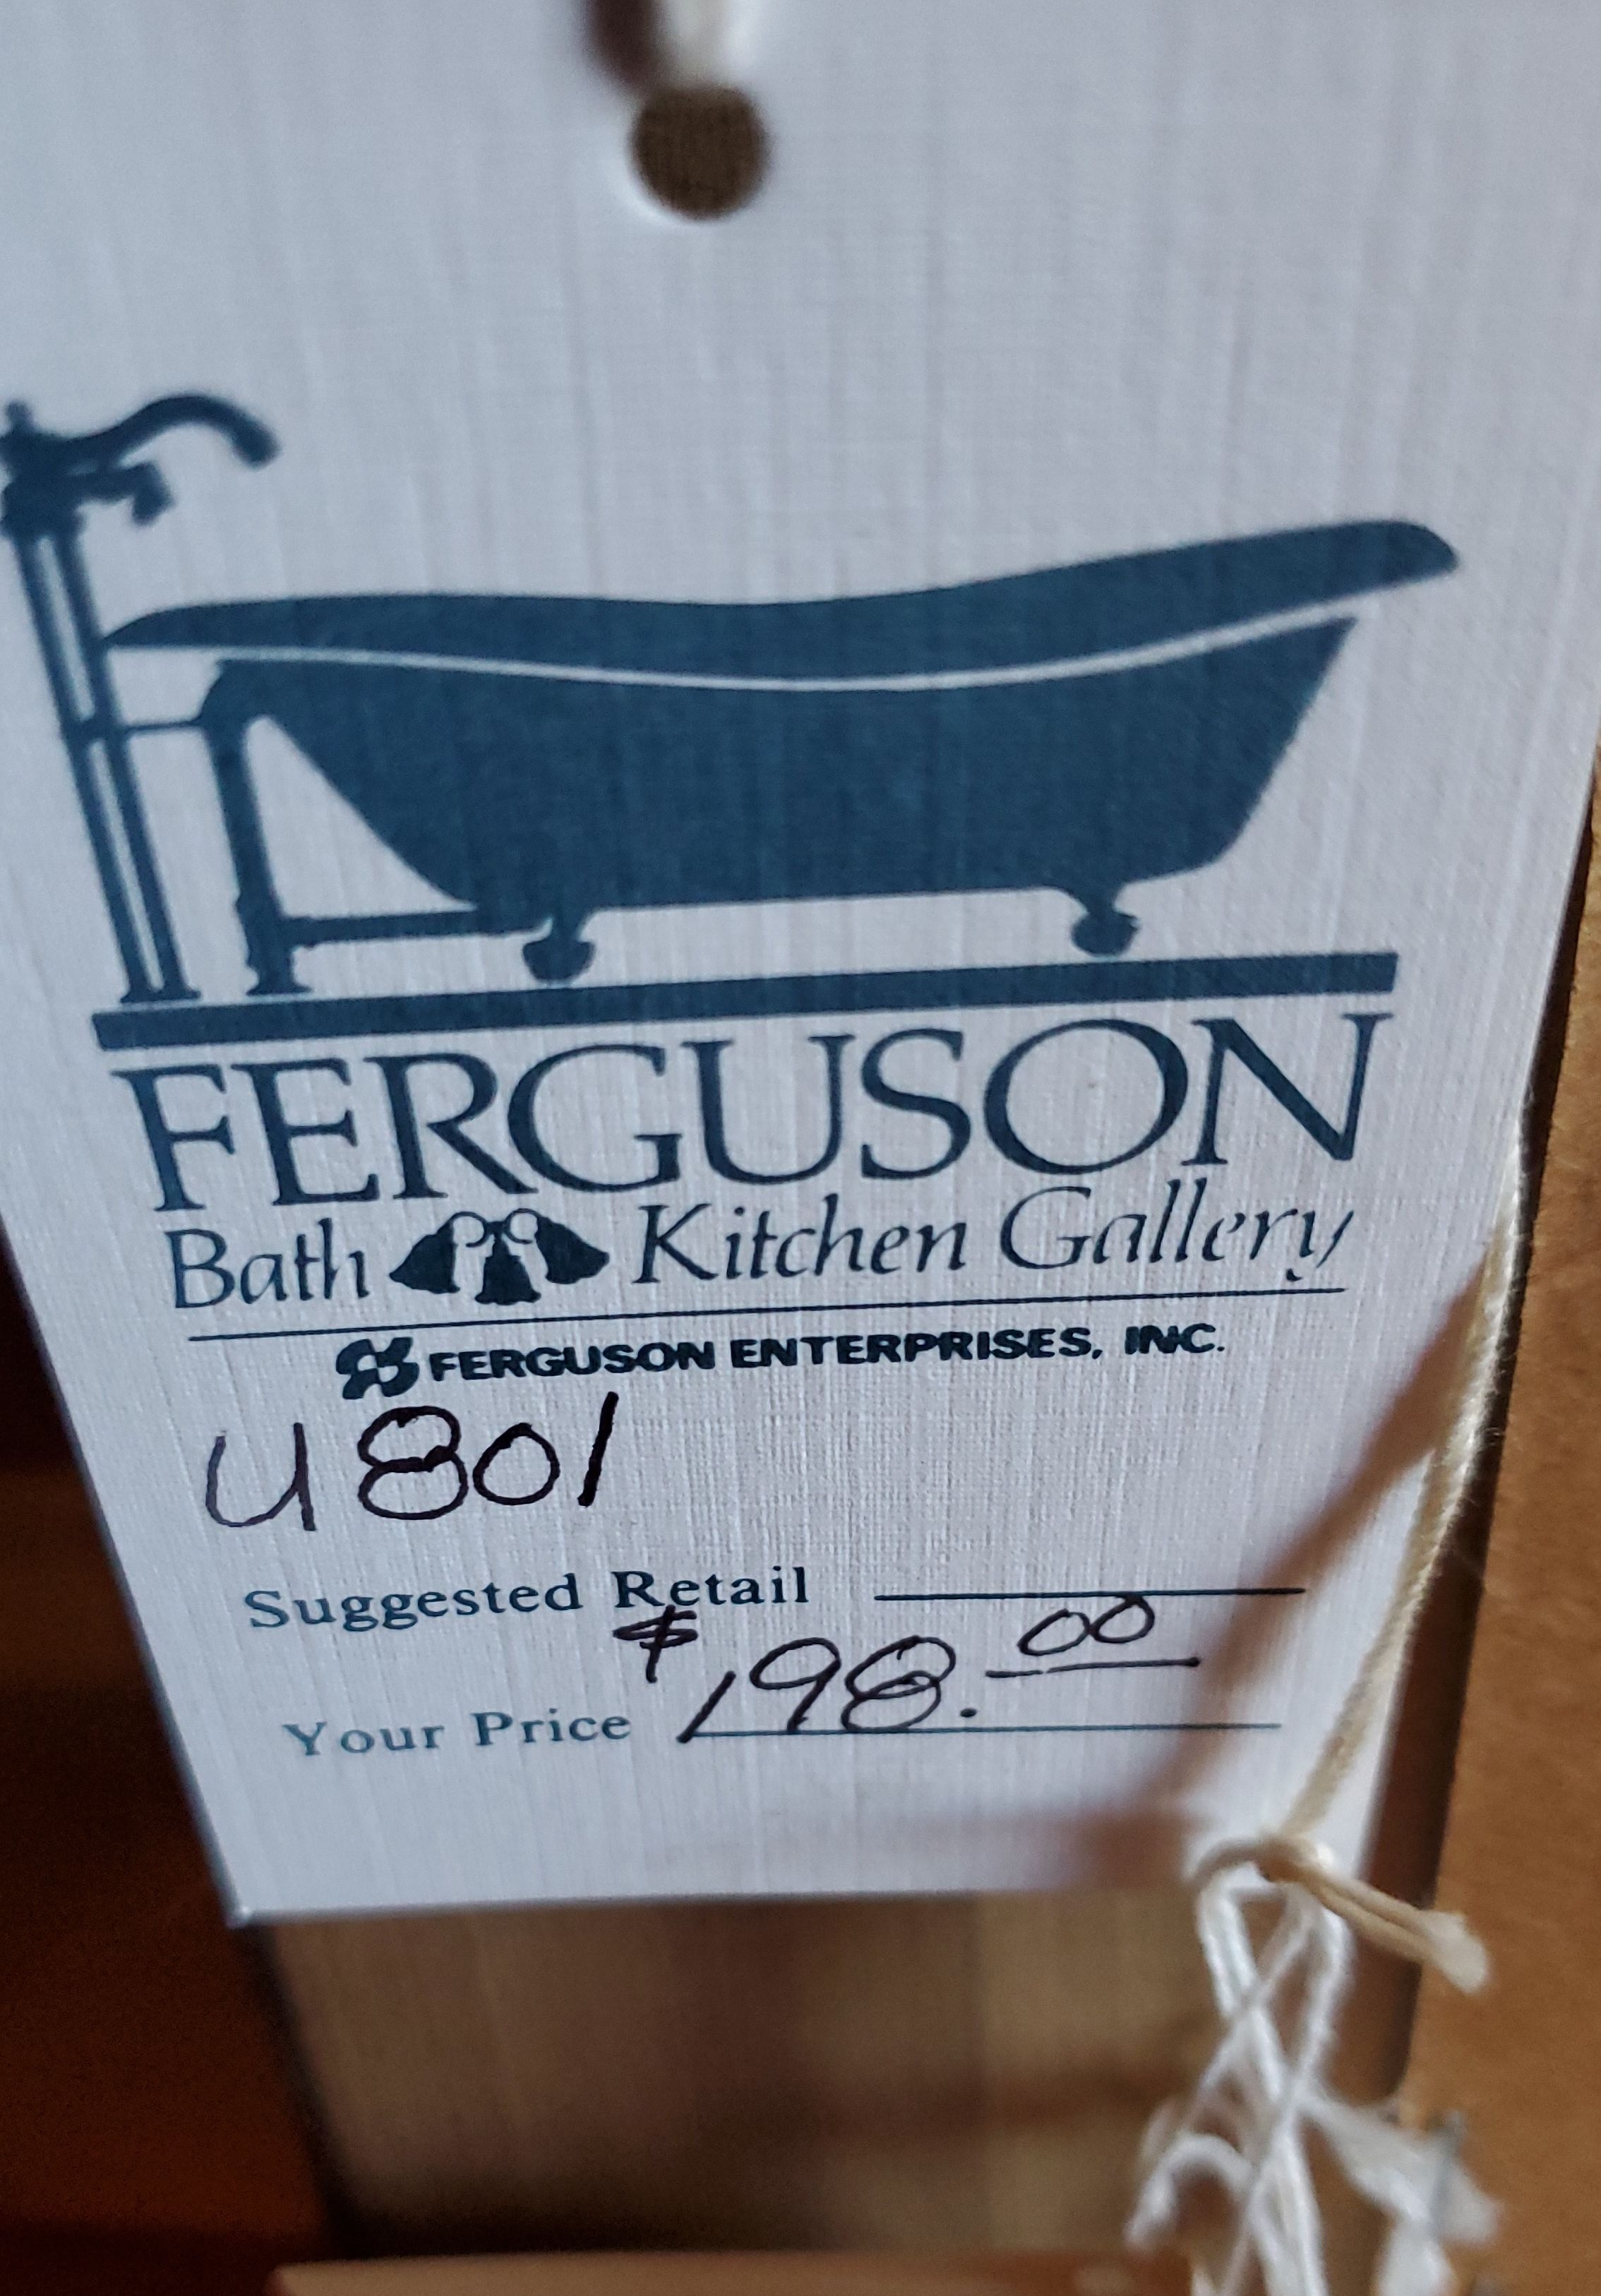 FERGUSON
Bath Kitchen Gallery
FERGUSON ENTERPRISES, INC.
U801
Suggested Retail
Your Price $198.00